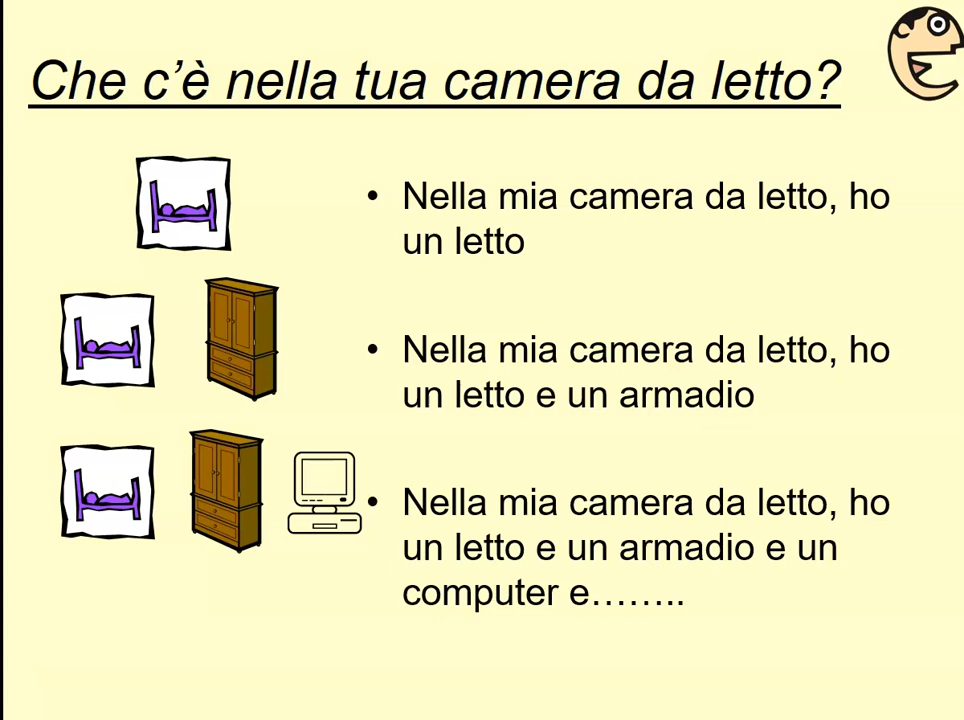 Che c’è nella tua camera da letto?
• Nella mia camera da letto, ho
un letto
• Nella mia camera da letto, ho
un letto e un armadio
• Nella mia camera da letto, ho
un letto e un armadio e un
computer e……..